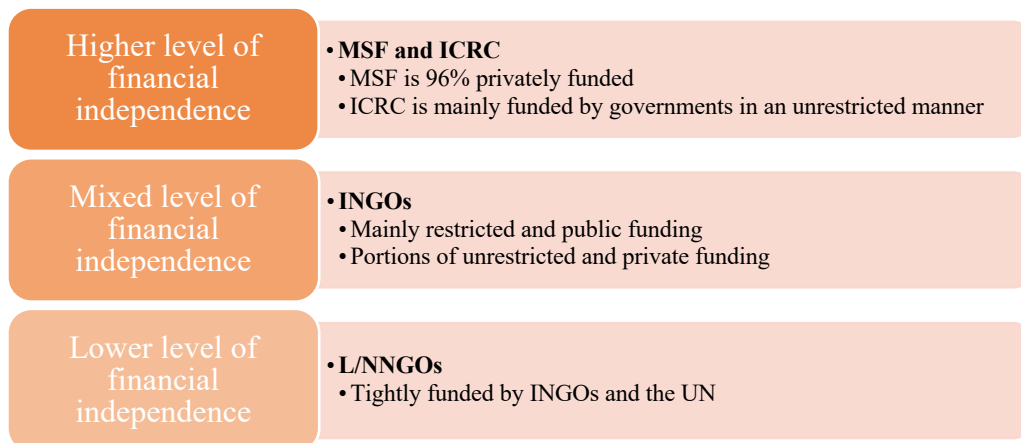 Higher level of
financial
independence
• MSF and ICRC
• MSF is 96% privately funded
• ICRC is mainly funded by governments in an unrestricted manner
Mixed level of
financial
independence
• INGOs
• Mainly restricted and public funding
• Portions of unrestricted and private funding
Lower level of
financial
independence
• L/NNGOs
• Tightly funded by INGOs and the UN